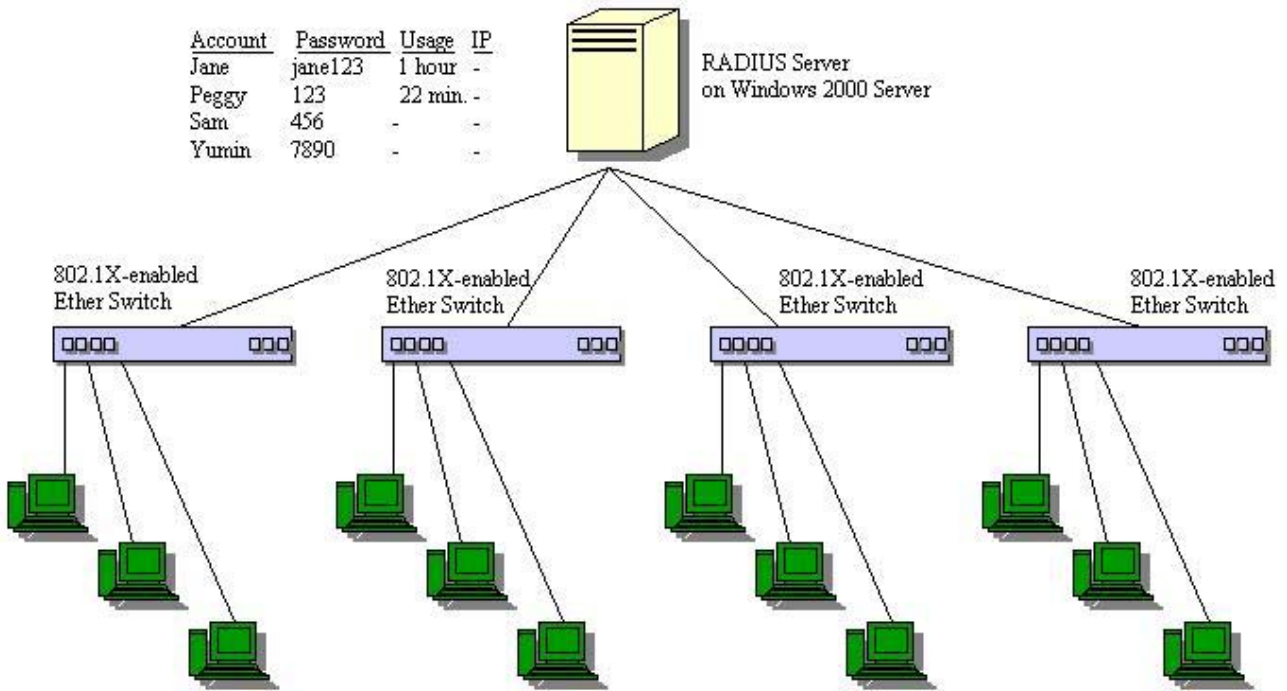 Account Password Usage IP
Jane jane123 1 hour -
Peggy 123 22 min. -
Sam 456 - -
Yumin 7890 - -
RADIUS Server
on Windows 2000 Server
802.1X-enabled
Ether Switch
802.1X-enabled
Ether Switch
802.1X-enabled
Ether Switch
802.1X-enabled
Ether Switch